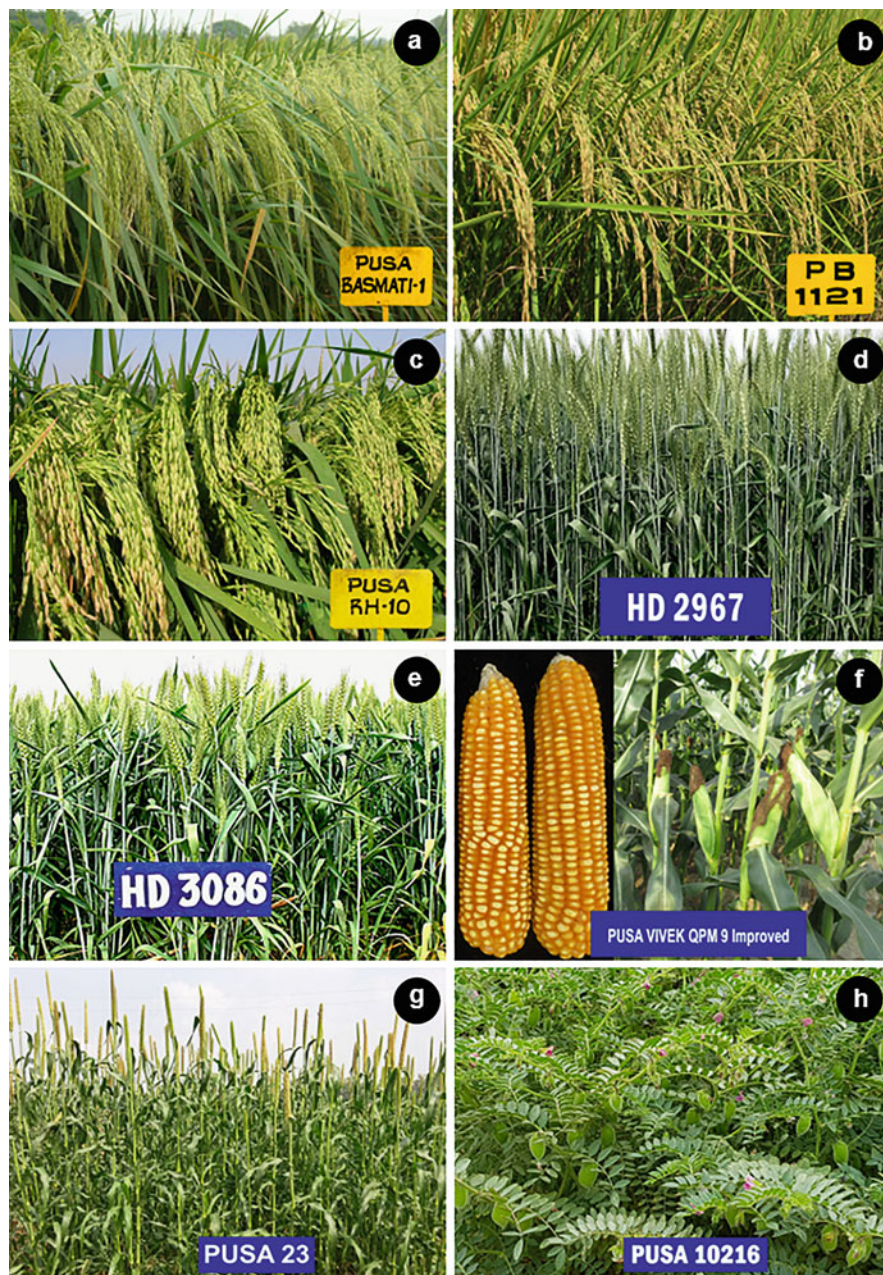 a
b
PUSA
BASMATI-1
PB
1121
c
d
PUSA
RH-10
HD 2967
e
f
HD 3086
PUSA VIVEK QPM 9 Improved
g
h
PUSA 23
PUSA 10216